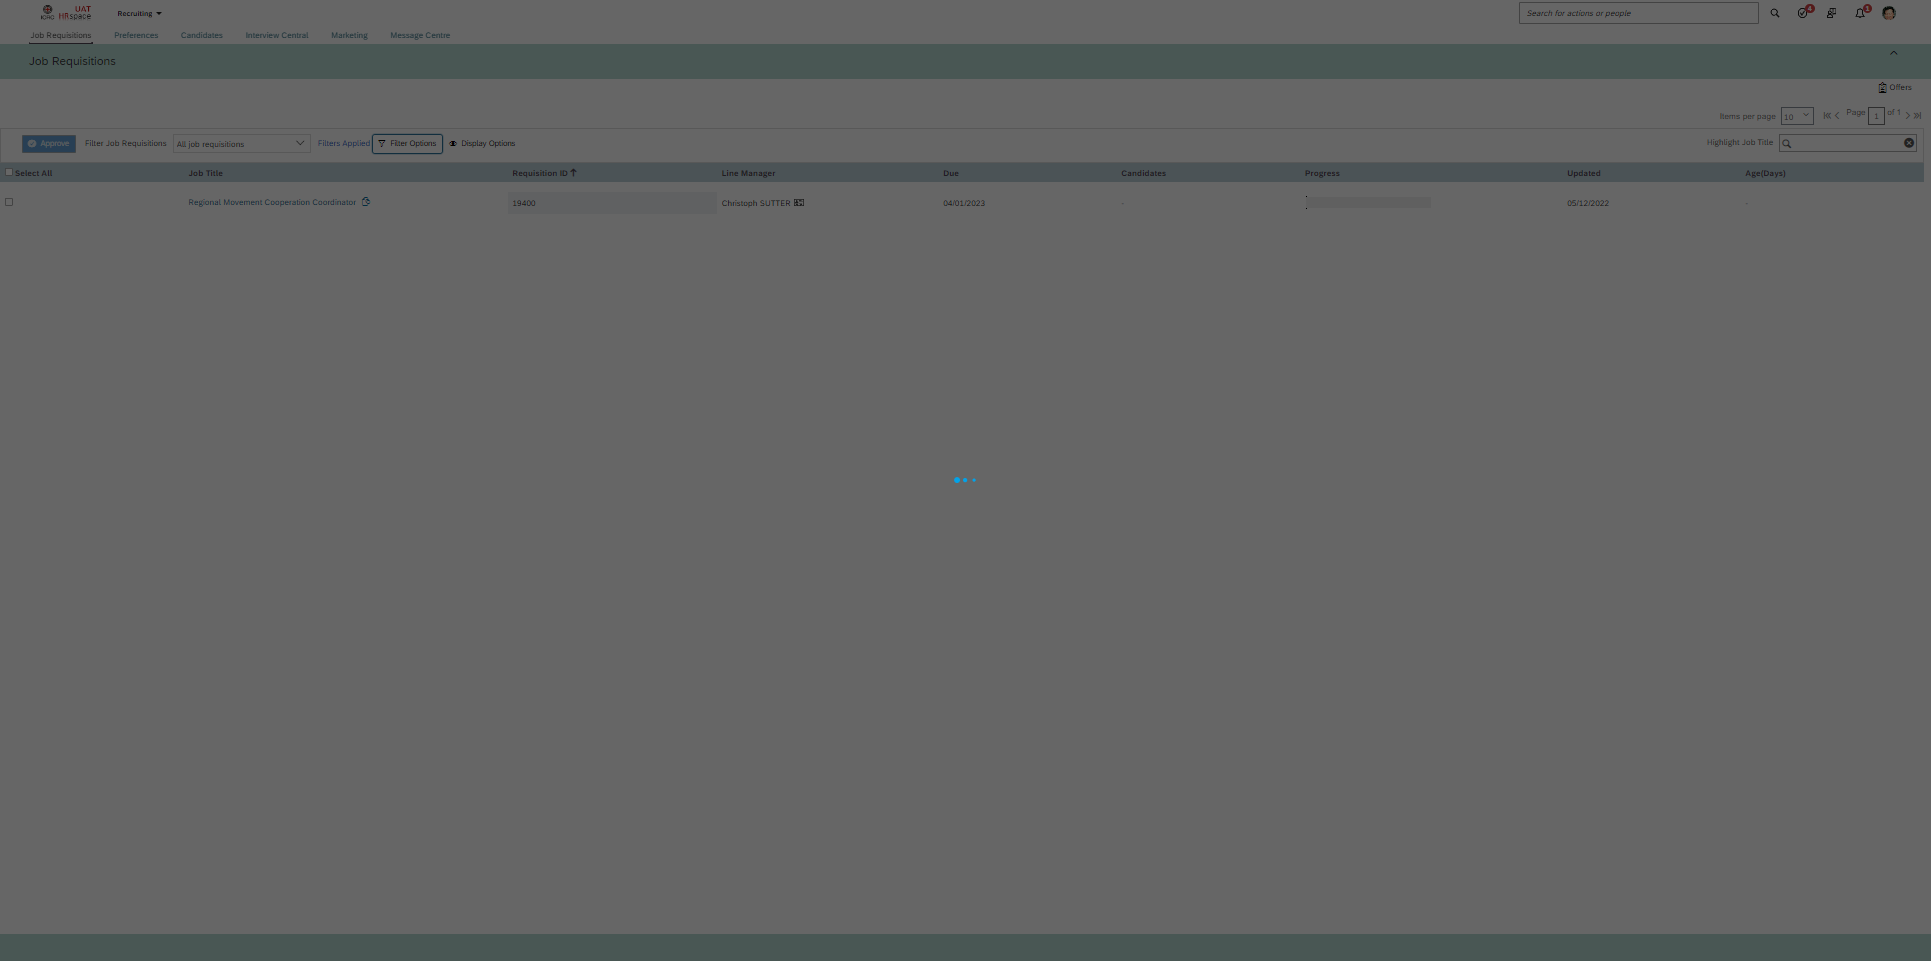 UAT
ICRC HRspace
Recruiting
Search for actions or people
4
1
Job Requisitions
Preferences
Candidates
Interview Central
Marketing
Message Centre
Job Requisitions
Offers
Items per page 10 Page 1 of 1
Approve
Filter Job Requisitions
All job requisitions
Filters Applied
Filter Options
Display Options
Highlight Job Title
Select All
Job Title
Requisition ID
Line Manager
Due
Candidates
Progress
Updated
Age(Days)
Regional Movement Cooperation Coordinator
19400
Christoph SUTTER
04/01/2023
-
05/12/2022
-